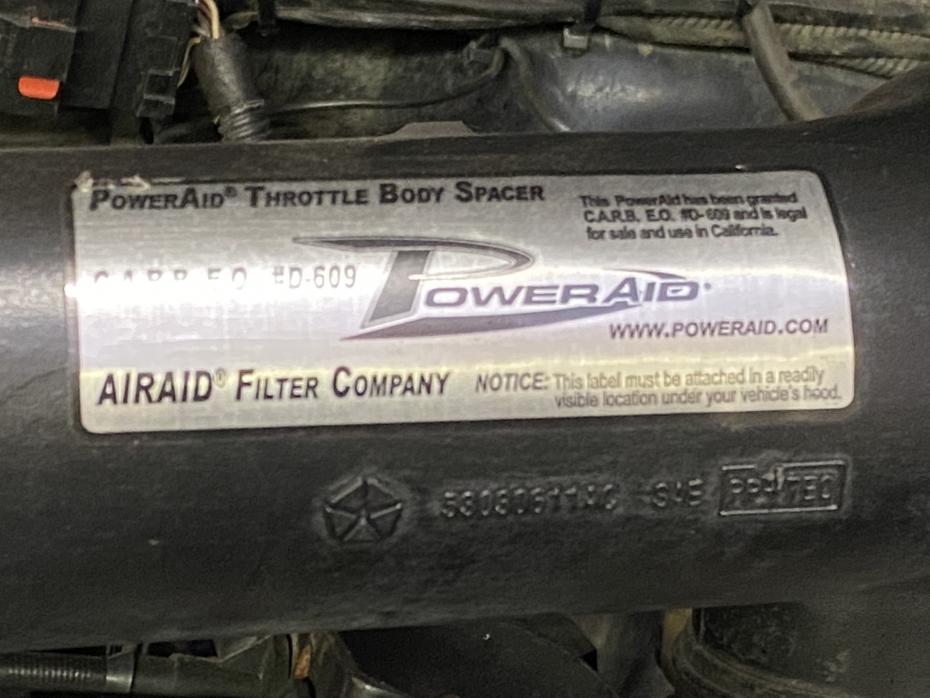 POWERAID® THROTTLE BODY SPACER
This PowerAid has been granted
C.A.R.B. E.O. #D-609 and is legal
for sale and use in California.
C.A.R.B. E.O. #D-609
POWERAID
WWW.POWERAID.COM
AIRAID® FILTER COMPANY
NOTICE: This label must be attached in a readily
visible location under your vehicle's hood.